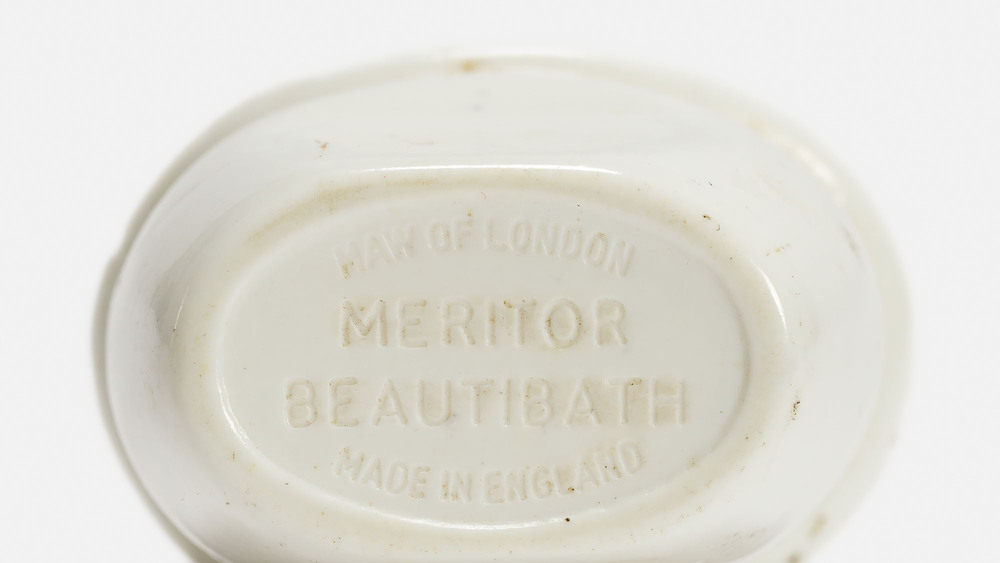 MAW OF LONDON
MERITOR
BEAUTIBATH
MADE IN ENGLAND